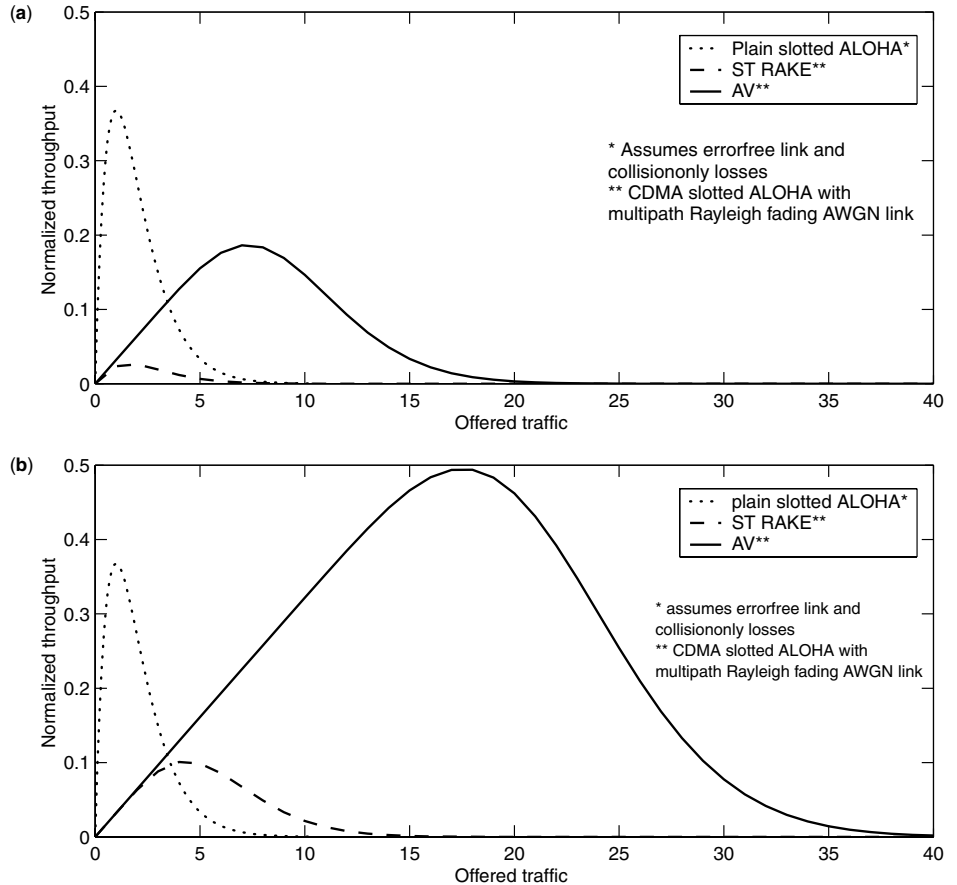 (a)
0.5
0.4
0.3
0.2
0.1
0
Normalized throughput
Plain slotted ALOHA*
ST RAKE**
AV**
* Assumes errorfree link and
collisiononly losses
** CDMA slotted ALOHA with
multipath Rayleigh fading AWGN link
0 5 10 15 20 25 30 35 40
Offered traffic
(b)
0.5
0.4
0.3
0.2
0.1
0
Normalized throughput
plain slotted ALOHA*
ST RAKE**
AV**
* assumes errorfree link and
collisiononly losses
** CDMA slotted ALOHA with
multipath Rayleigh fading AWGN link
0 5 10 15 20 25 30 35 40
Offered traffic